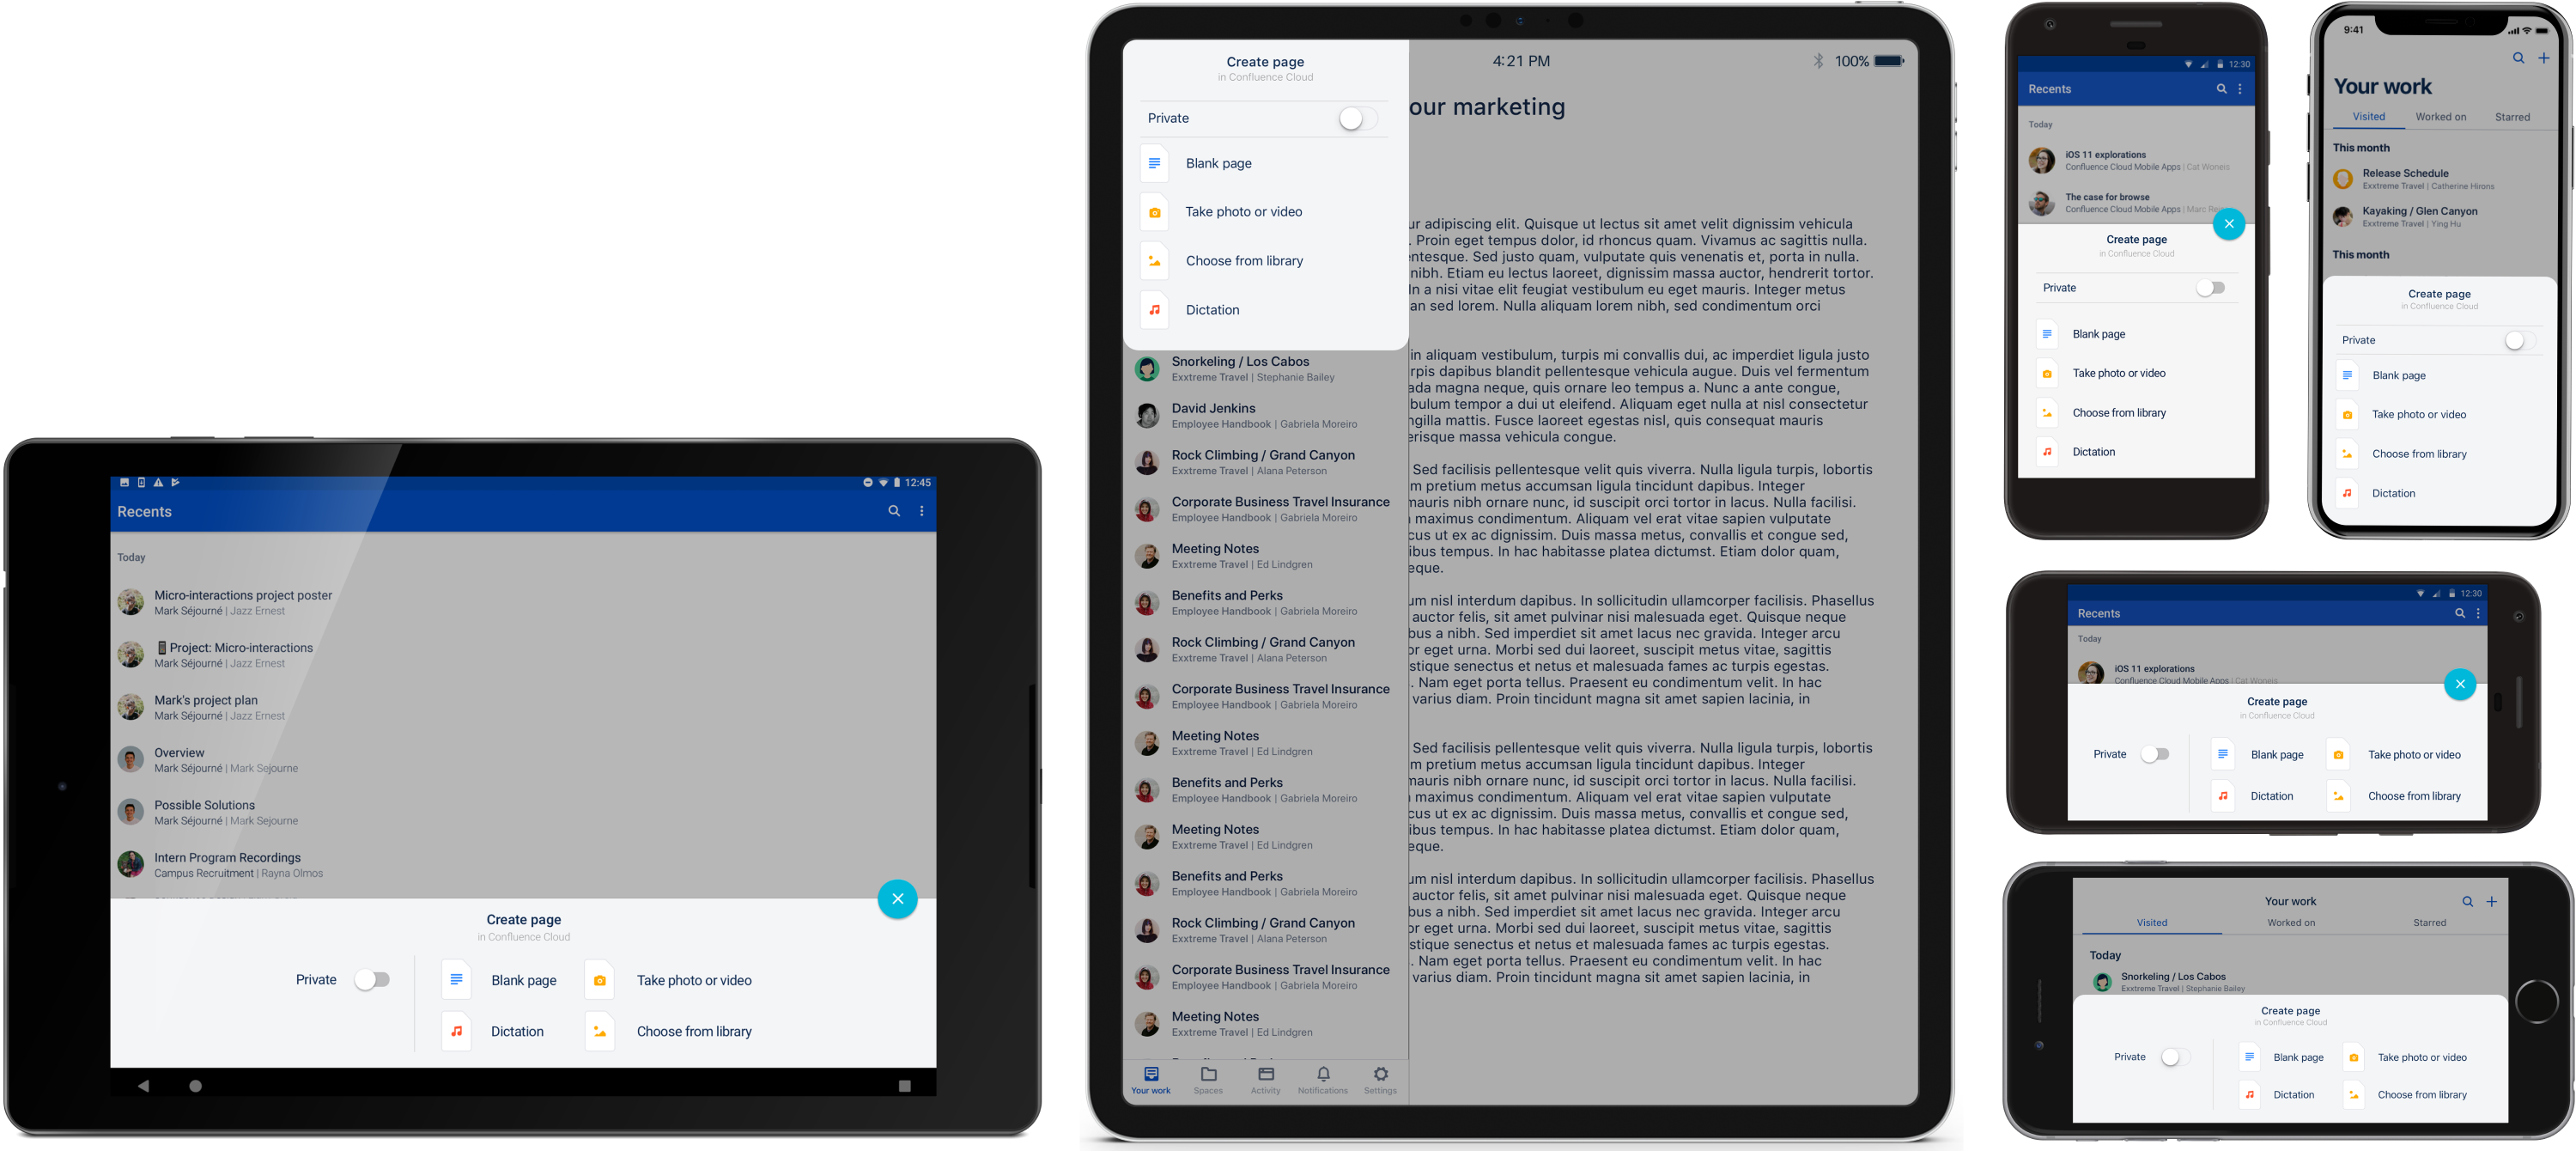 12:45
Recents
Today
Micro-interactions project poster
Mark Séjourné | Jazz Ernest
Project: Micro-interactions
Mark Séjourné | Jazz Ernest
Mark's project plan
Mark Séjourné | Jazz Ernest
Overview
Mark Séjourné | Mark Sejourne
Possible Solutions
Mark Séjourné | Mark Sejourne
Intern Program Recordings
Campus Recruitment | Rayna Olmos
Create page
in Confluence Cloud
Private
Blank page
Take photo or video
Dictation
Choose from library
Create page
in Confluence Cloud
Private
Blank page
Take photo or video
Choose from library
Dictation
Snorkeling / Los Cabos
Exxtreme Travel | Stephanie Bailey
David Jenkins
Employee Handbook | Gabriela Moreiro
Rock Climbing / Grand Canyon
Exxtreme Travel | Alana Peterson
Corporate Business Travel Insurance
Employee Handbook | Gabriela Moreiro
Meeting Notes
Exxtreme Travel | Ed Lindgren
Benefits and Perks
Employee Handbook | Gabriela Moreiro
Rock Climbing / Grand Canyon
Exxtreme Travel | Alana Peterson
Corporate Business Travel Insurance
Employee Handbook | Gabriela Moreiro
Meeting Notes
Exxtreme Travel | Ed Lindgren
Benefits and Perks
Employee Handbook | Gabriela Moreiro
Meeting Notes
Exxtreme Travel | Ed Lindgren
Benefits and Perks
Employee Handbook | Gabriela Moreiro
Rock Climbing / Grand Canyon
Exxtreme Travel | Alana Peterson
Corporate Business Travel Insurance
Employee Handbook | Gabriela Moreiro
Meeting Notes
Exxtreme Travel | Ed Lindgren
Your work
Spaces
Activity
Notifications
Settings
4:21 PM
100%
our marketing
ur adipiscing elit. Quisque ut lectus sit amet velit dignissim vehicula
. Proin eget tempus dolor, id rhoncus quam. Vivamus ac sagittis nulla.
entesque. Sed justo quam, vulputate quis venenatis et, porta in nulla.
nibh. Etiam eu lectus laoreet, dignissim massa auctor, hendrerit tortor.
In a nisi vitae elit feugiat vestibulum eu eget mauris. Integer metus
an sed lorem. Nulla aliquam lorem nibh, sed condimentum orci
in aliquam vestibulum, turpis mi convallis dui, ac imperdiet ligula justo
rpis dapibus blandit pellentesque vehicula augue. Duis vel fermentum
ada magna neque, quis ornare leo tempus a. Nunc a ante congue,
bulum tempor a dui ut eleifend. Aliquam eget nulla at nisl consectetur
ngilla mattis. Fusce laoreet egestas nisl, quis consequat mauris
erisque massa vehicula congue.
Sed facilisis pellentesque velit quis viverra. Nulla ligula turpis, lobortis
m pretium metus accumsan ligula tincidunt dapibus. Integer
mauris nibh ornare nunc, id suscipit orci tortor in lacus. Nulla facilisi.
maximus condimentum. Aliquam vel erat vitae sapien vulputate
cus ut ex ac dignissim. Duis massa metus, convallis et congue sed,
ibus tempus. In hac habitasse platea dictumst. Etiam dolor quam,
eque.
um nisl interdum dapibus. In sollicitudin ullamcorper facilisis. Phasellus
auctor felis, sit amet pulvinar nisi malesuada eget. Quisque neque
bus a nibh. Sed imperdiet sit amet lacus nec gravida. Integer arcu
or eget urna. Morbi sed dui laoreet, suscipit metus vitae, sagittis
stique senectus et netus et malesuada fames ac turpis egestas.
. Nam eget porta tellus. Praesent eu condimentum velit. In hac
varius diam. Proin tincidunt magna sit amet sapien lacinia, in
Sed facilisis pellentesque velit quis viverra. Nulla ligula turpis, lobortis
m pretium metus accumsan ligula tincidunt dapibus. Integer
mauris nibh ornare nunc, id suscipit orci tortor in lacus. Nulla facilisi.
maximus condimentum. Aliquam vel erat vitae sapien vulputate
cus ut ex ac dignissim. Duis massa metus, convallis et congue sed,
ibus tempus. In hac habitasse platea dictumst. Etiam dolor quam,
eque.
um nisl interdum dapibus. In sollicitudin ullamcorper facilisis. Phasellus
auctor felis, sit amet pulvinar nisi malesuada eget. Quisque neque
bus a nibh. Sed imperdiet sit amet lacus nec gravida. Integer arcu
or eget urna. Morbi sed dui laoreet, suscipit metus vitae, sagittis
stique senectus et netus et malesuada fames ac turpis egestas.
. Nam eget porta tellus. Praesent eu condimentum velit. In hac
varius diam. Proin tincidunt magna sit amet sapien lacinia, in
12:30
Recents
Today
iOS 11 explorations
Confluence Cloud Mobile Apps | Cat Woneis
The case for browse
Confluence Cloud Mobile Apps | Marc
Create page
in Confluence Cloud
Private
Blank page
Take photo or video
Choose from library
Dictation
9:41
Your work
Visited
Worked on
Starred
This month
Release Schedule
Exxtreme Travel | Catherine Hirons
Kayaking / Glen Canyon
Exxtreme Travel | Ying Hu
This month
Create page
in Confluence Cloud
Private
Blank page
Take photo or video
Choose from library
Dictation
12:30
Recents
Today
iOS 11 explorations
Confluence Cloud Mobile Apps | Cat Woneis
Create page
in Confluence Cloud
Private
Blank page
Take photo or video
Dictation
Choose from library
Your work
Visited
Worked on
Starred
Today
Snorkeling / Los Cabos
Exxtreme Travel | Stephanie Bailey
Create page
in Confluence Cloud
Private
Blank page
Take photo or video
Dictation
Choose from library